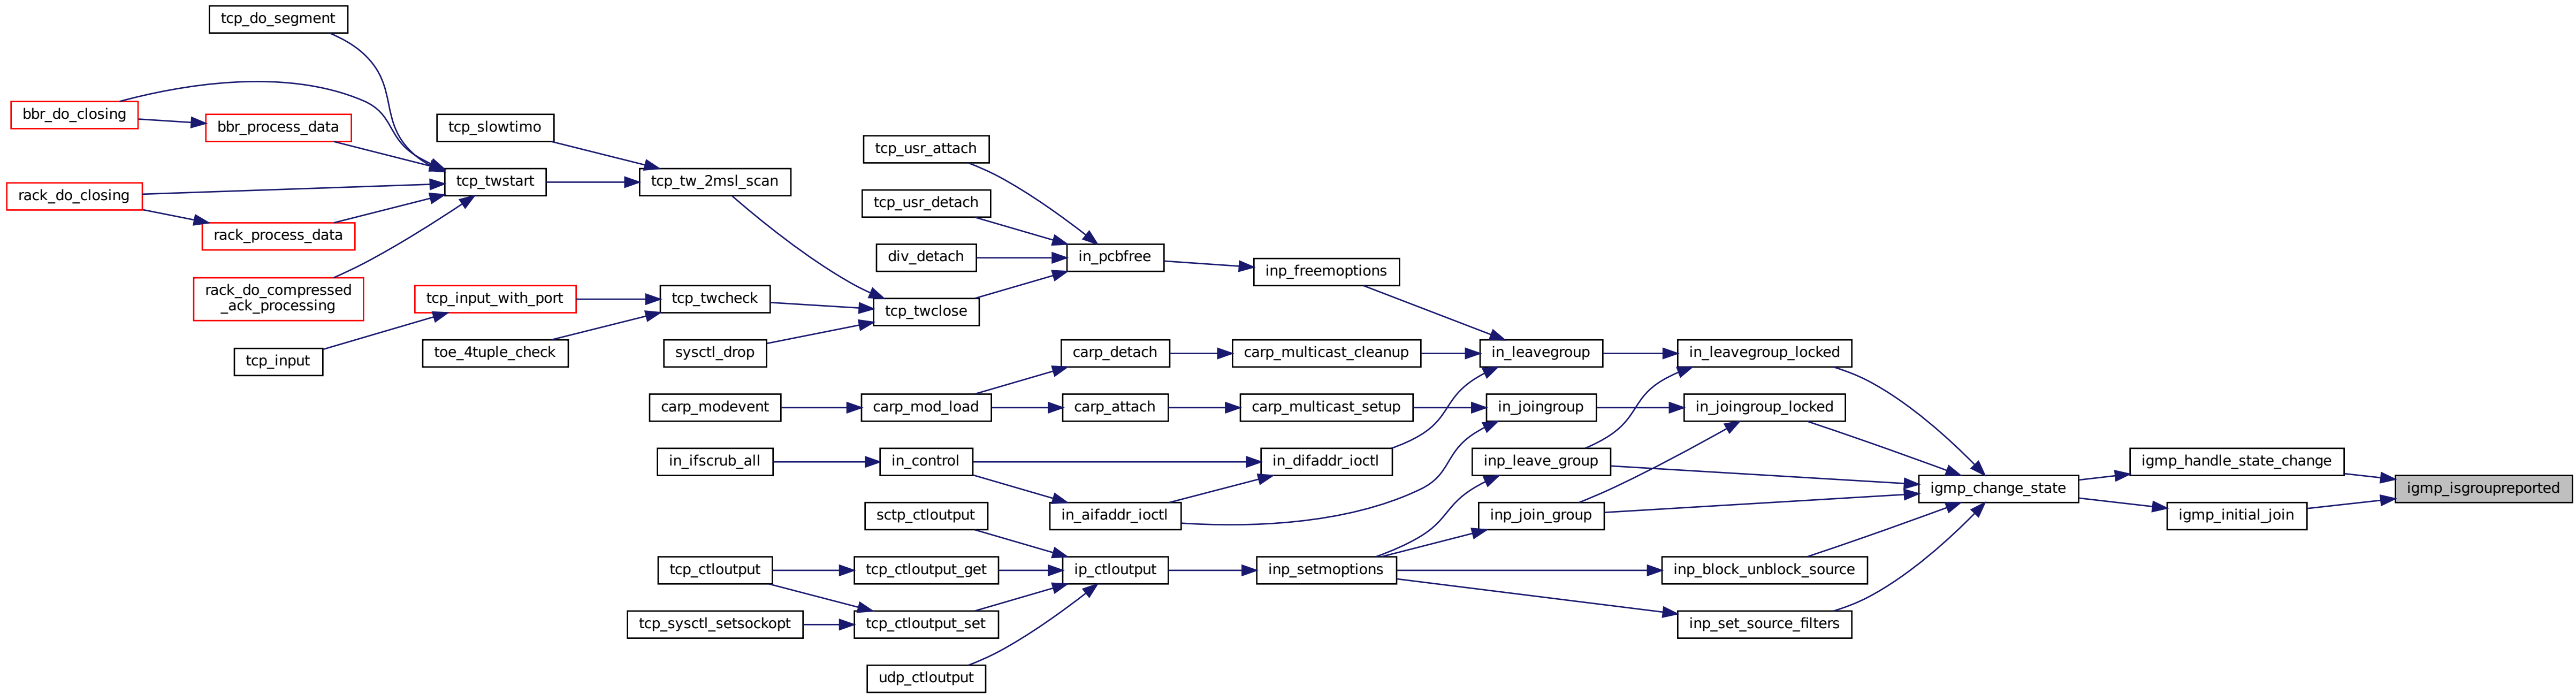 tcp_do_segment
bbr_do_closing
bbr_process_data
tcp_slowtimo
tcp_usr_attach
tcp_twstart
tcp_tw_2msl_scan
rack_do_closing
tcp_usr_detach
rack_process_data
div_detach
in_pcbfree
inp_freemoptions
rack_do_compressed
_ack_processing
tcp_input_with_port
tcp_twcheck
tcp_twclose
tcp_input
toe_4tuple_check
sysctl_drop
carp_detach
carp_multicast_cleanup
in_leavegroup
in_leavegroup_locked
carp_modevent
carp_mod_load
carp_attach
carp_multicast_setup
in_joingroup
in_joingroup_locked
in_ifscrub_all
in_control
in_difaddr_ioctl
inp_leave_group
igmp_handle_state_change
igmp_change_state
igmp_isgroupreported
sctp_ctloutput
in_aifaddr_ioctl
inp_join_group
igmp_initial_join
tcp_ctloutput
tcp_ctloutput_get
ip_ctloutput
inp_setmoptions
inp_block_unblock_source
tcp_sysctl_setsockopt
tcp_ctloutput_set
inp_set_source_filters
udp_ctloutput